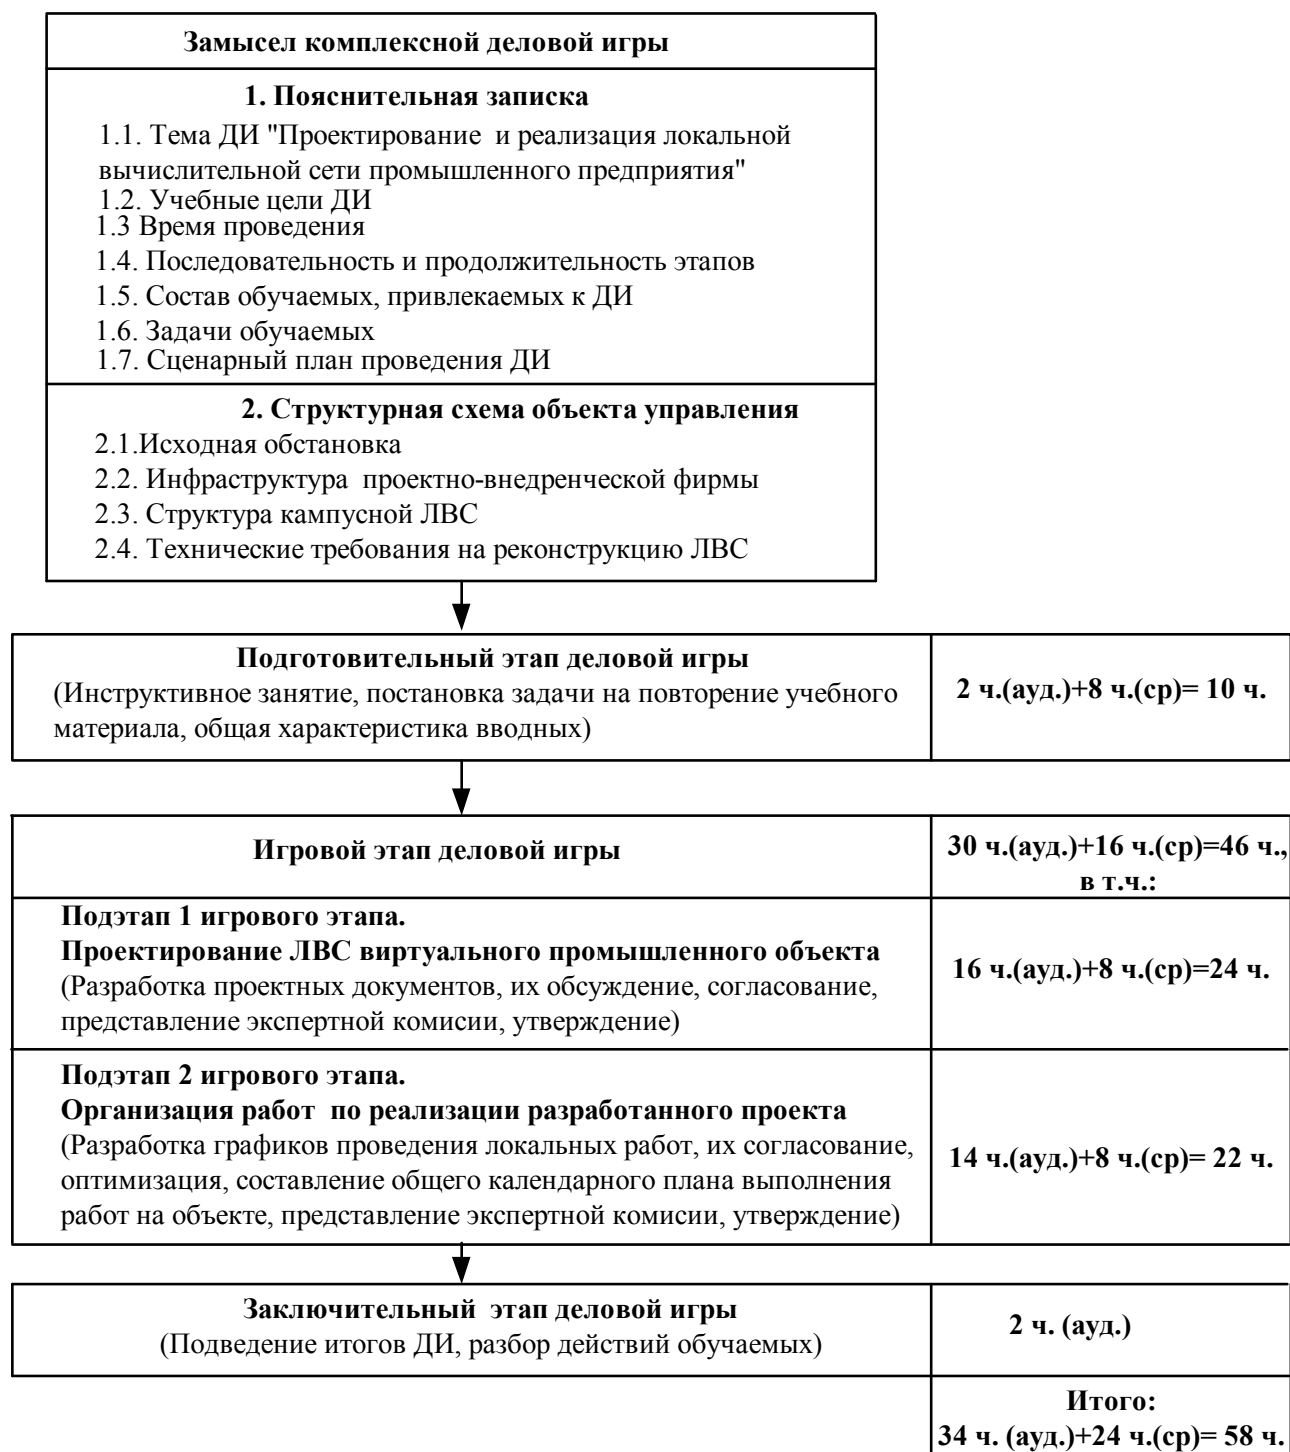 Замысел комплексной деловой игры
1. Пояснительная записка
1.1. Тема ДИ "Проектирование и реализация локальной
вычислительной сети промышленного предприятия"
1.2. Учебные цели ДИ
1.3 Время проведения
1.4. Последовательность и продолжительность этапов
1.5. Состав обучаемых, привлекаемых к ДИ
1.6. Задачи обучаемых
1.7. Сценарный план проведения ДИ
2. Структурная схема объекта управления
2.1.Исходная обстановка
2.2. Инфраструктура проектно-внедренческой фирмы
2.3. Структура кампусной ЛВС
2.4. Технические требования на реконструкцию ЛВС
Подготовительный этап деловой игры
(Инструктивное занятие, постановка задачи на повторение учебного
материала, общая характеристика вводных)
2 ч.(ауд.)+8 ч.(ср)= 10 ч.
Игровой этап деловой игры
30 ч.(ауд.)+16 ч.(ср)=46 ч.,
в т.ч.:
Подэтап 1 игрового этапа.
Проектирование ЛВС виртуального промышленного объекта
(Разработка проектных документов, их обсуждение, согласование,
представление экспертной комисии, утверждение)
16 ч.(ауд.)+8 ч.(ср)=24 ч.
Подэтап 2 игрового этапа.
Организация работ по реализации разработанного проекта
(Разработка графиков проведения локальных работ, их согласование,
оптимизация, составление общего календарного плана выполнения
работ на объекте, представление экспертной комисии, утверждение)
14 ч.(ауд.)+8 ч.(ср)= 22 ч.
Заключительный этап деловой игры
(Подведение итогов ДИ, разбор действий обучаемых)
2 ч. (ауд.)
Итого:
34 ч. (ауд.)+24 ч.(ср)= 58 ч.